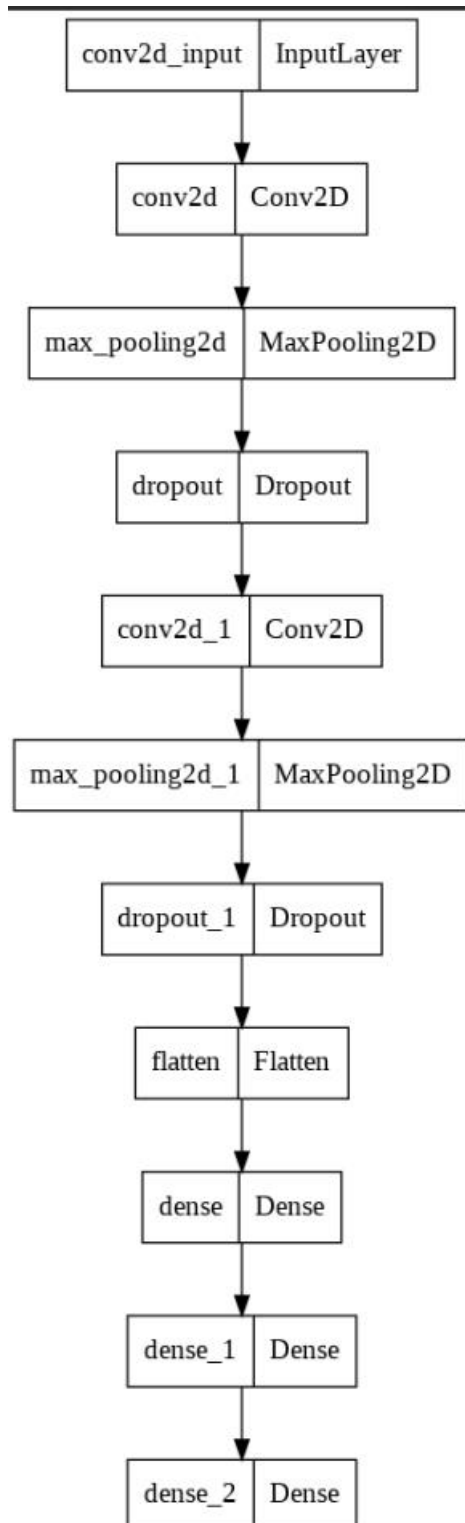 conv2d_input InputLayer
conv2d Conv2D
max_pooling2d MaxPooling2D
dropout Dropout
conv2d_1 Conv2D
max_pooling2d_1 MaxPooling2D
dropout_1 Dropout
flatten Flatten
dense Dense
dense_1 Dense
dense_2 Dense